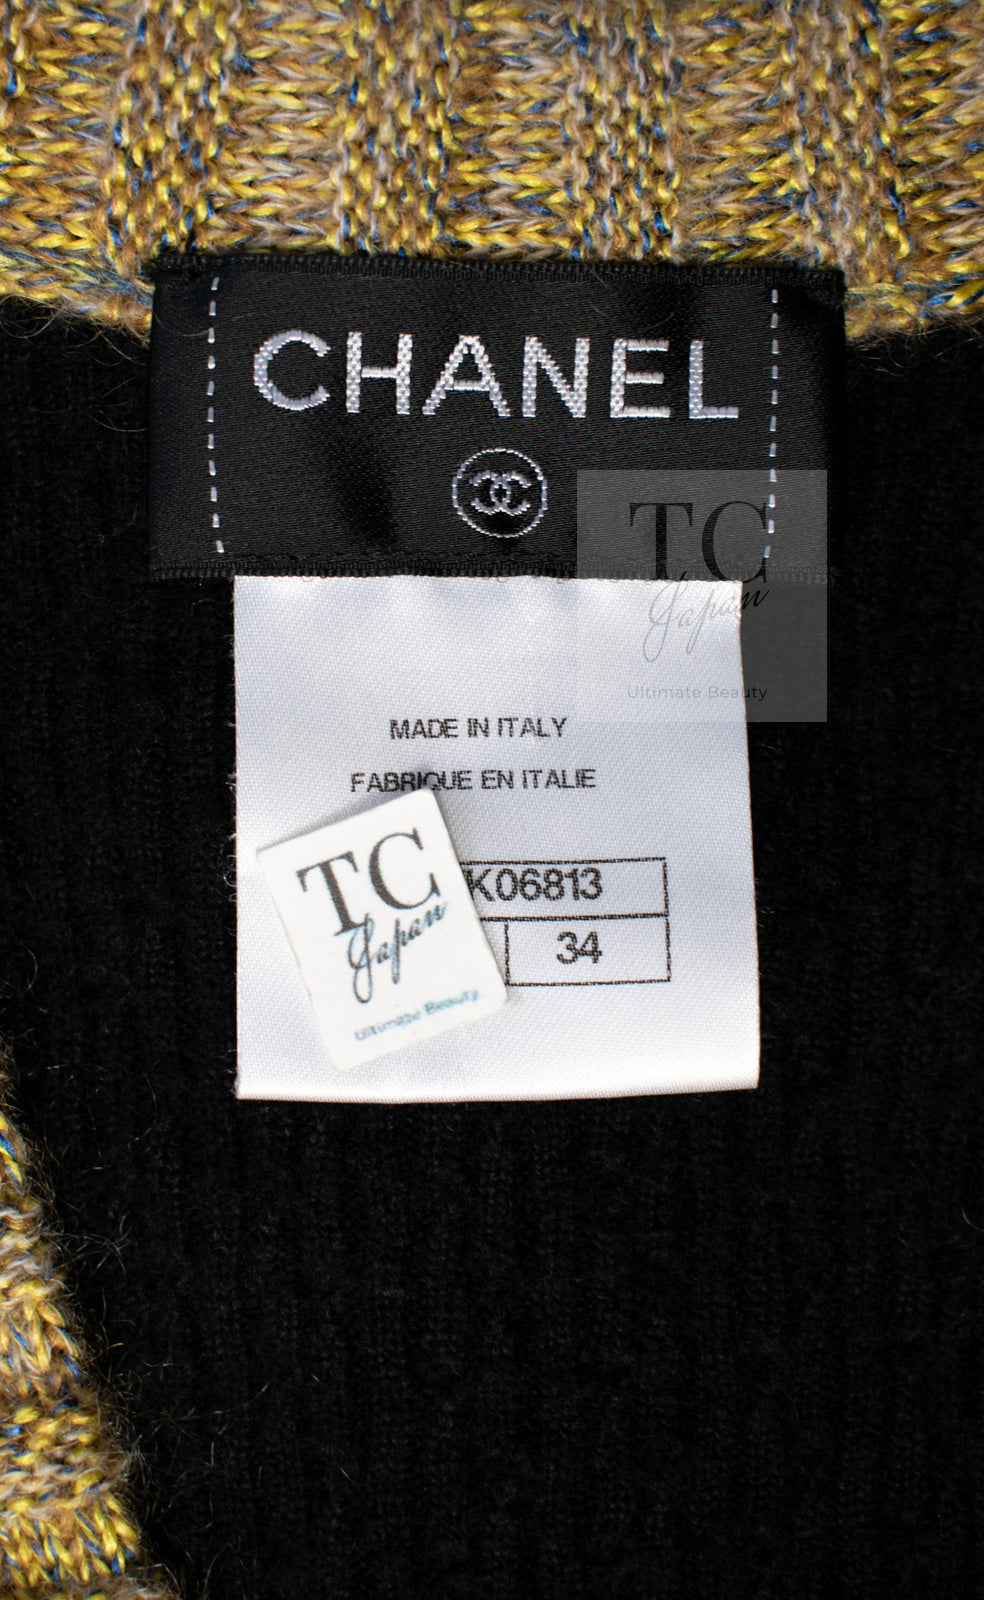 CHANEL
TC
Japan
Ultimate Beauty
MADE IN ITALY
FABRIQUE EN ITALIE
K06813
34
TC
Japan
Ultimate Beauty